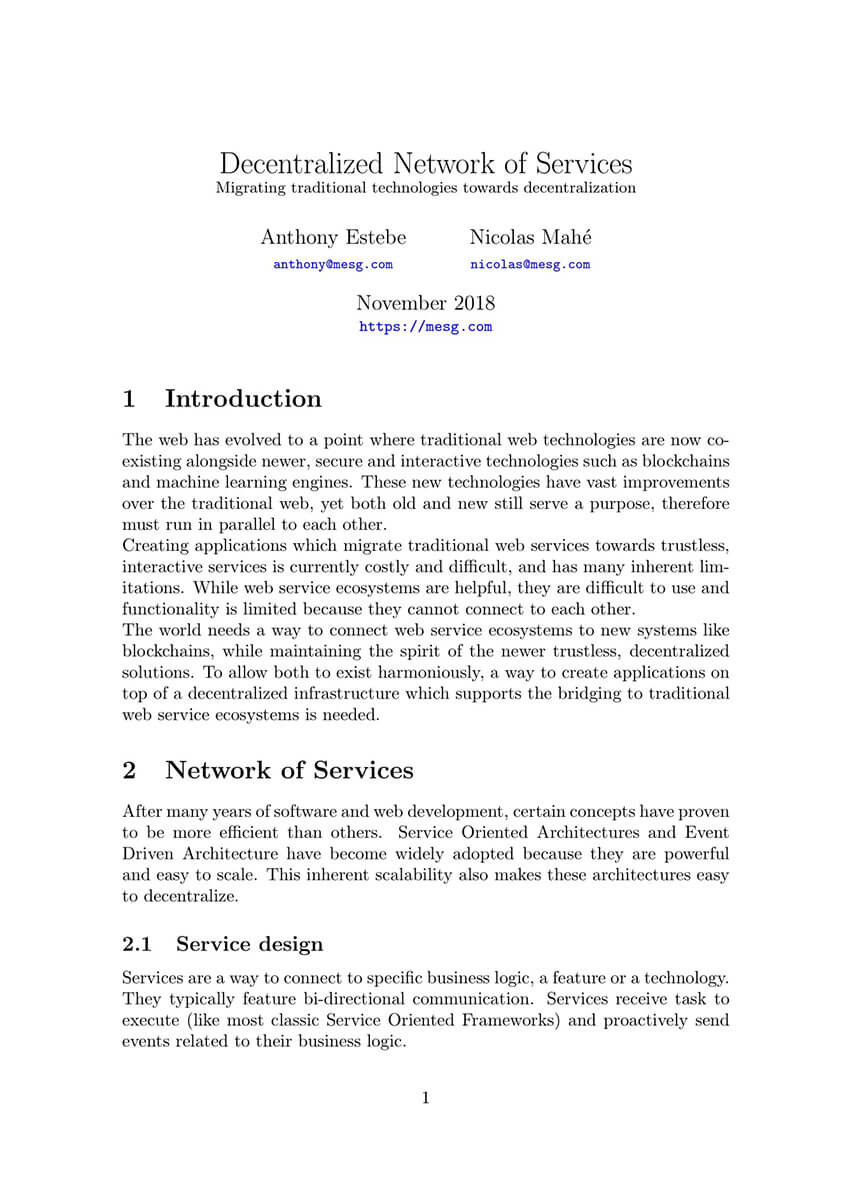 Decentralized Network of Services
Migrating traditional technologies towards decentralization
Anthony Estebe
anthony@mesg.com
Nicolas Mahé
nicolas@mesg.com
November 2018
https://mesg.com
1 Introduction
The web has evolved to a point where traditional web technologies are now co-
existing alongside newer, secure and interactive technologies such as blockchains
and machine learning engines. These new technologies have vast improvements
over the traditional web, yet both old and new still serve a purpose, therefore
must run in parallel to each other.
Creating applications which migrate traditional web services towards trustless,
interactive services is currently costly and difficult, and has many inherent lim-
itations. While web service ecosystems are helpful, they are difficult to use and
functionality is limited because they cannot connect to each other.
The world needs a way to connect web service ecosystems to new systems like
blockchains, while maintaining the spirit of the newer trustless, decentralized
solutions. To allow both to exist harmoniously, a way to create applications on
top of a decentralized infrastructure which supports the bridging to traditional
web service ecosystems is needed.
2 Network of Services
After many years of software and web development, certain concepts have proven
to be more efficient than others. Service Oriented Architectures and Event
Driven Architecture have become widely adopted because they are powerful
and easy to scale. This inherent scalability also makes these architectures easy
to decentralize.
2.1 Service design
Services are a way to connect to specific business logic, a feature or a technology.
They typically feature bi-directional communication. Services receive task to
execute (like most classic Service Oriented Frameworks) and proactively send
events related to their business logic.
1